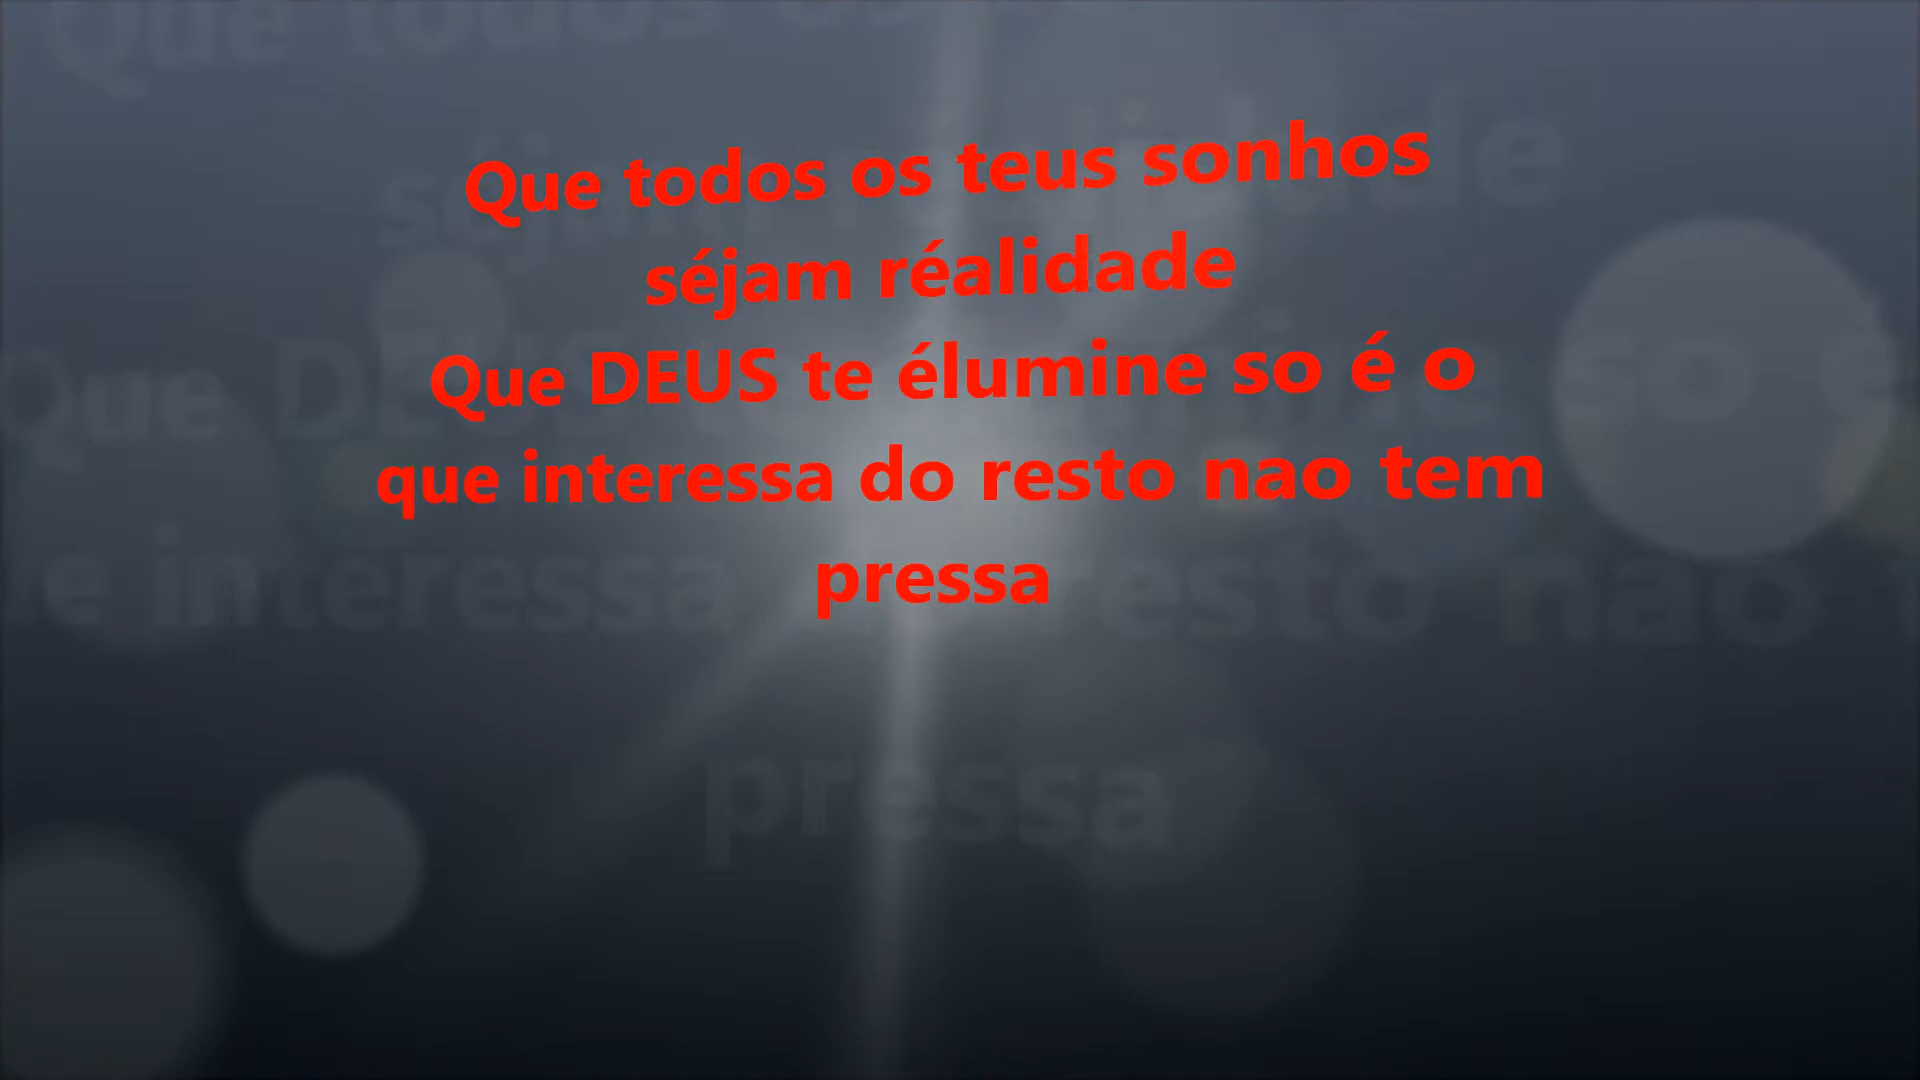 Que todos os teus sonhos
séjam réalidade
Que DEUS te élumine so é o
que interessa do resto nao tem
pressa